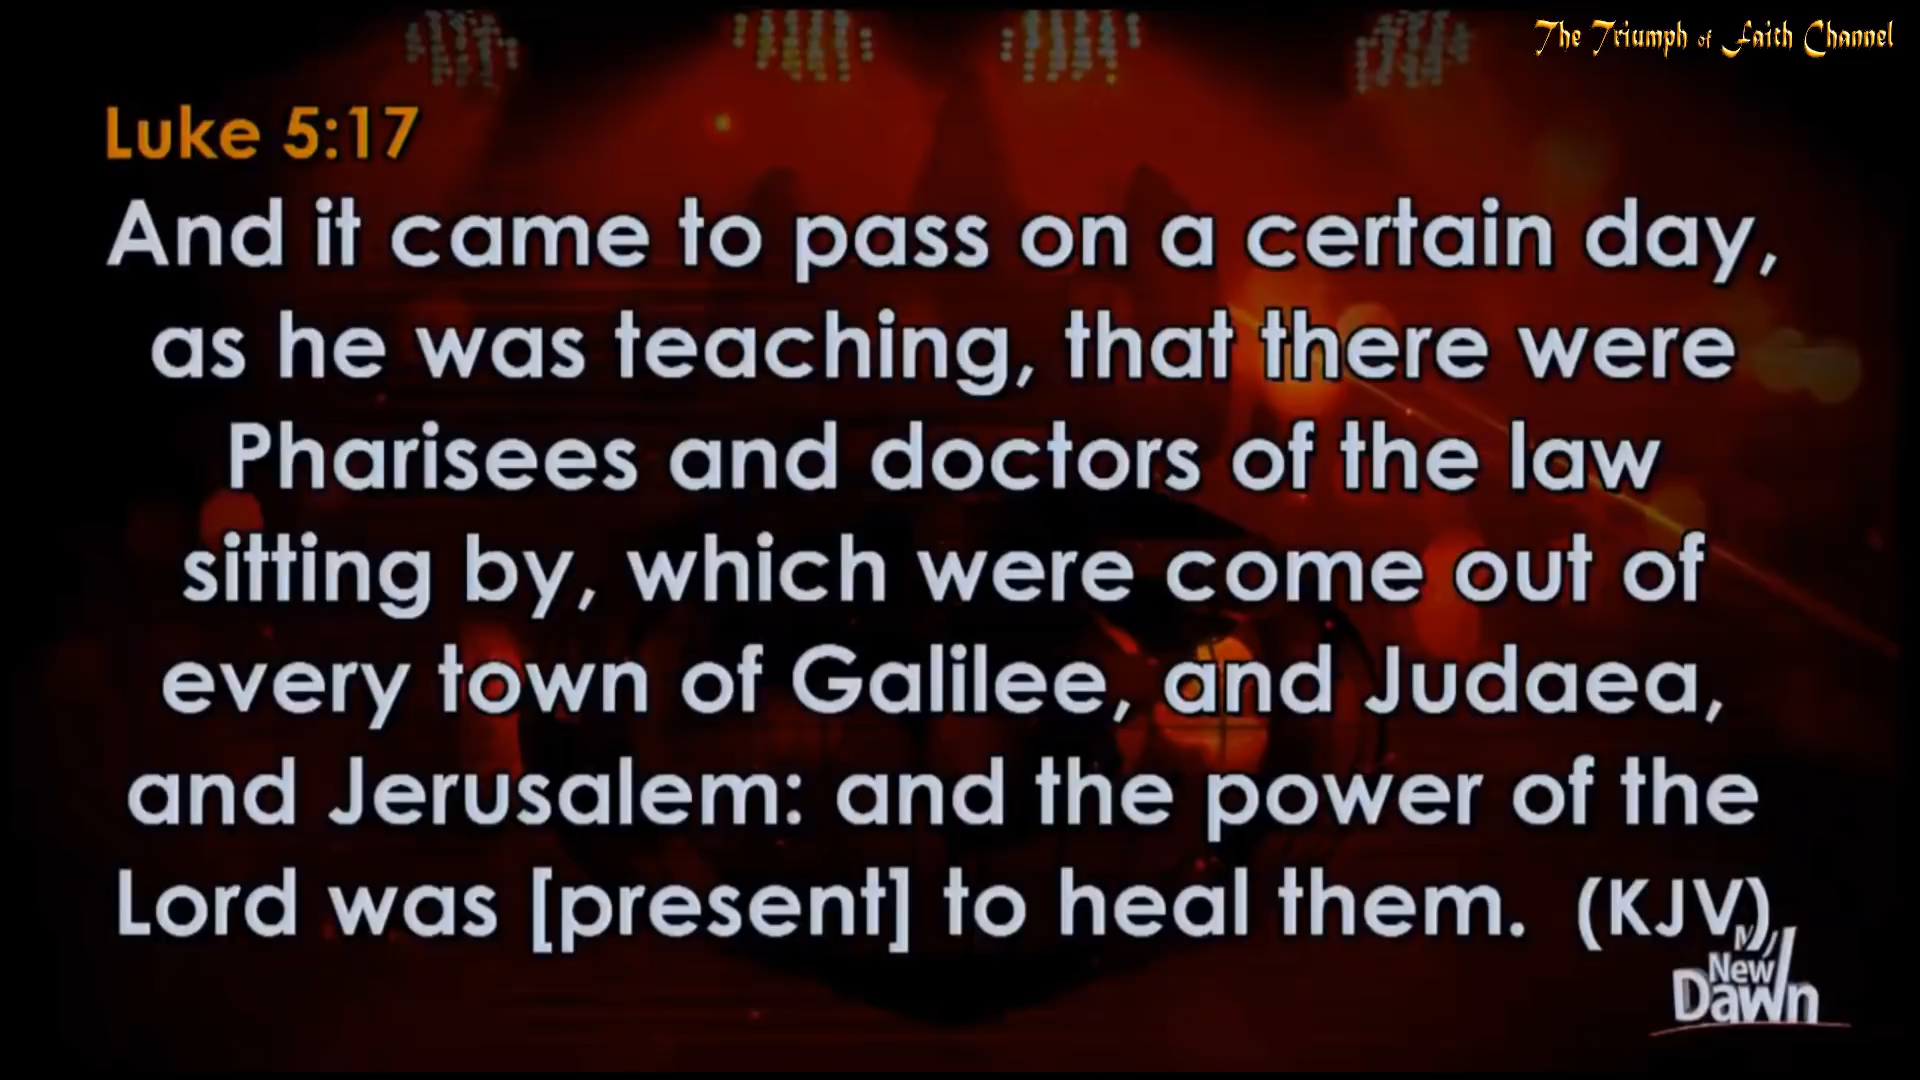 The Triumph of Faith Channel
Luke 5:17
And it came to pass on a certain day,
as he was teaching, that there were
Pharisees and doctors of the law
sitting by, which were come out of
every town of Galilee, and Judaea,
and Jerusalem: and the power of the
Lord was [present] to heal them. (KJV)
New
Dawn